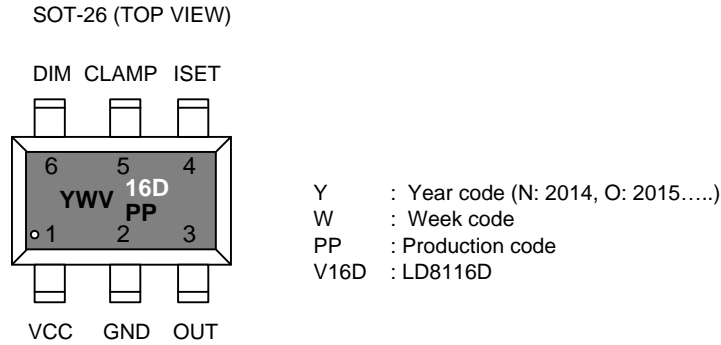 SOT-26 (TOP VIEW)
DIM CLAMP ISET
6 5 4
YWV 16D
PP
1 2 3
VCC GND OUT
Y : Year code (N: 2014, O: 2015…..)
W : Week code
PP : Production code
V16D : LD8116D